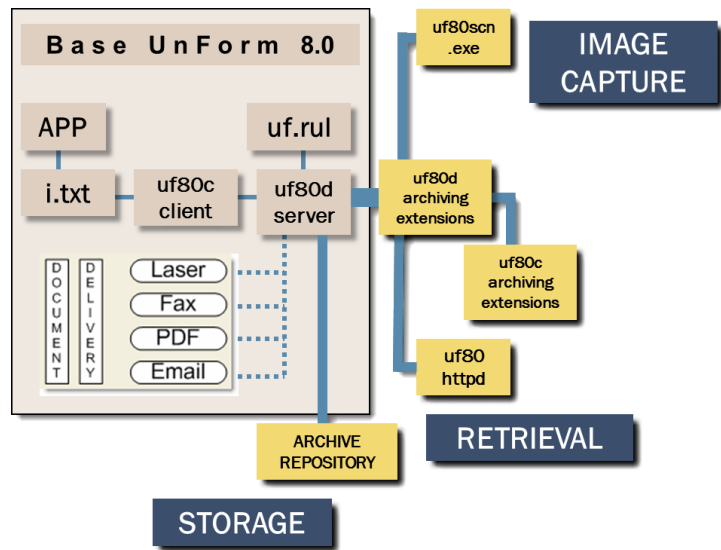 Base UnForm 8.0
uf80scn
.exe
IMAGE
CAPTURE
APP
uf.rul
i.txt
uf80c
client
uf80d
server
uf80d
archiving
extensions
uf80c
archiving
extensions
DOCUMENT
DELIVERY
Laser
Fax
PDF
Email
uf80
httpd
ARCHIVE
REPOSITORY
RETRIEVAL
STORAGE